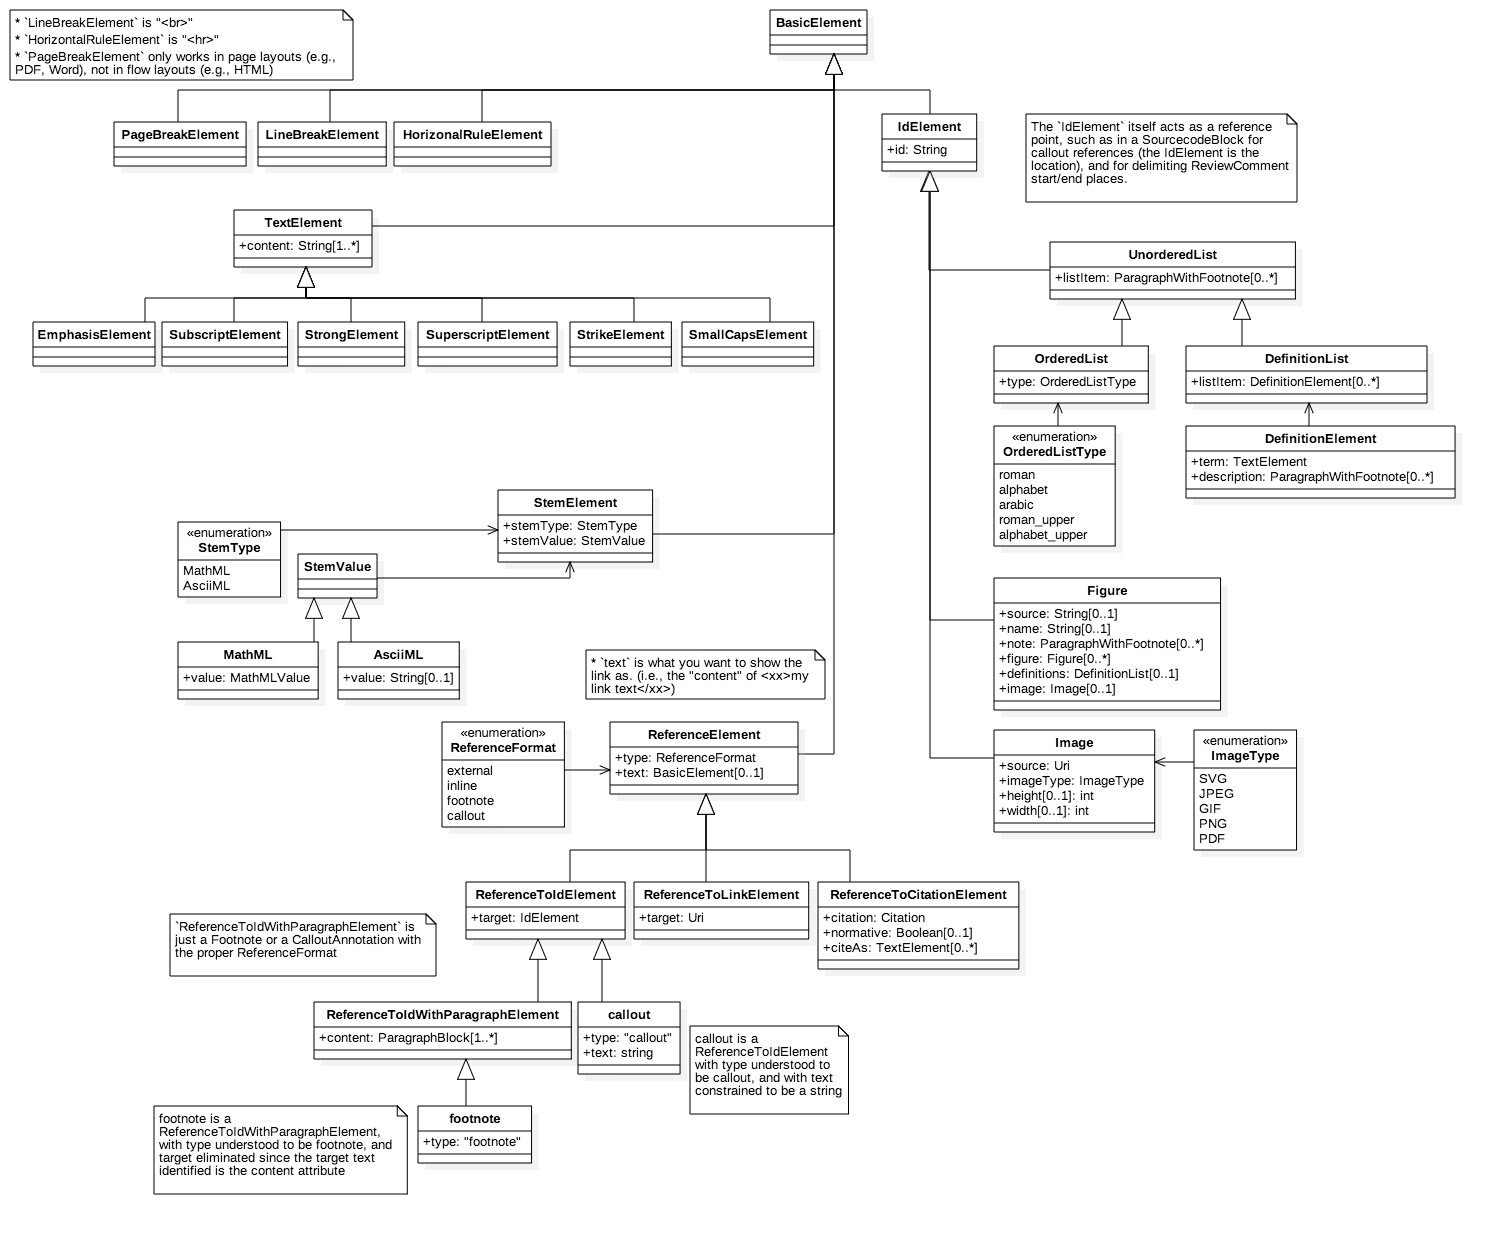 * `LineBreakElement` is "<br>"
* `HorizontalRuleElement` is "<hr>"
* `PageBreakElement` only works in page layouts (e.g.,
PDF, Word), not in flow layouts (e.g., HTML)
BasicElement
PageBreakElement
LineBreakElement
HorizonalRuleElement
IdElement
+id: String
The `IdElement` itself acts as a reference
point, such as in a SourcecodeBlock for
callout references (the IdElement is the
location), and for delimiting ReviewComment
start/end places.
TextElement
+content: String[1..*]
EmphasisElement
SubscriptElement
StrongElement
SuperscriptElement
StrikeElement
SmallCapsElement
UnorderedList
+listItem: ParagraphWithFootnote[0..*]
OrderedList
+type: OrderedListType
DefinitionList
+listItem: DefinitionElement[0..*]
«enumeration»
OrderedListType
roman
alphabet
arabic
roman_upper
alphabet_upper
DefinitionElement
+term: TextElement
+description: ParagraphWithFootnote[0..*]
StemElement
+stemType: StemType
+stemValue: StemValue
«enumeration»
StemType
MathML
AsciiML
StemValue
MathML
+value: MathMLValue
AsciiML
+value: String[0..1]
Figure
+source: String[0..1]
+name: String[0..1]
+note: ParagraphWithFootnote[0..*]
+figure: Figure[0..*]
+definitions: DefinitionList[0..1]
+image: Image[0..1]
* `text` is what you want to show the
link as. (i.e., the "content" of <xx>my
link text</xx>)
«enumeration»
ReferenceFormat
external
inline
footnote
callout
ReferenceElement
+type: ReferenceFormat
+text: BasicElement[0..1]
Image
+source: Uri
+imageType: ImageType
+height[0..1]: int
+width[0..1]: int
«enumeration»
ImageType
SVG
JPEG
GIF
PNG
PDF
ReferenceToIdElement
+target: IdElement
ReferenceToLinkElement
+target: Uri
ReferenceToCitationElement
+citation: Citation
+normative: Boolean[0..1]
+citeAs: TextElement[0..*]
`ReferenceToIdWithParagraphElement` is
just a Footnote or a CalloutAnnotation with
the proper ReferenceFormat
ReferenceToIdWithParagraphElement
+content: ParagraphBlock[1..*]
callout
+type: "callout"
+text: string
callout is a
ReferenceToIdElement
with type understood to
be callout, and with text
constrained to be a string
footnote is a
ReferenceToIdWithParagraphElement,
with type understood to be footnote, and
target eliminated since the target text
identified is the content attribute
footnote
+type: "footnote"